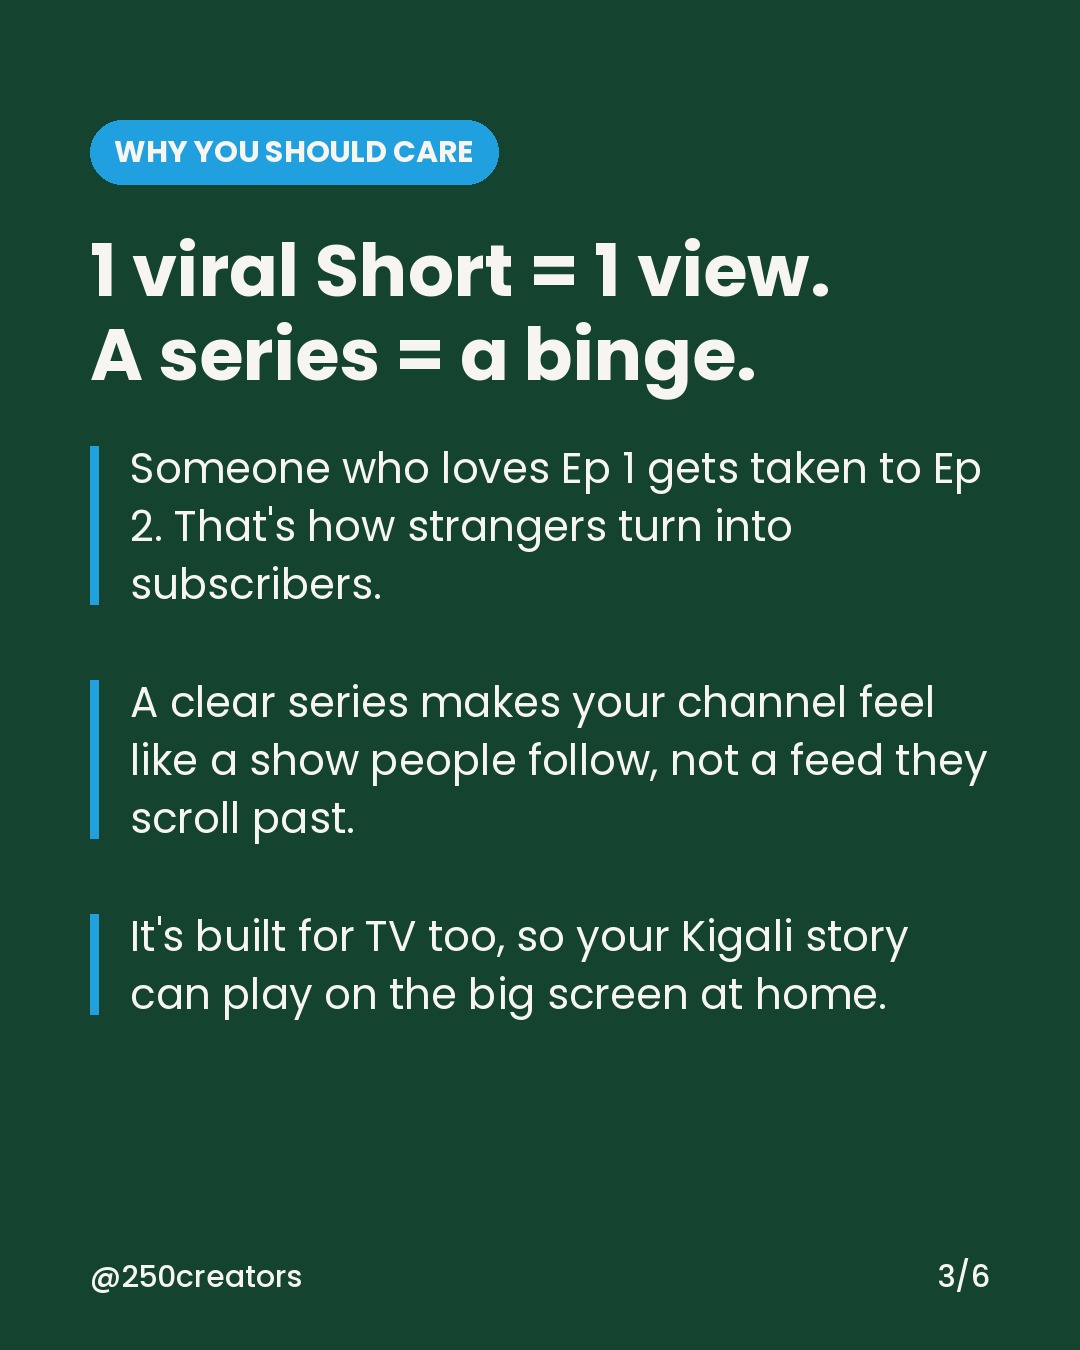 WHY YOU SHOULD CARE
1 viral Short = 1 view.
A series = a binge.
Someone who loves Ep 1 gets taken to Ep
2. That's how strangers turn into
subscribers.
A clear series makes your channel feel
like a show people follow, not a feed they
scroll past.
It's built for TV too, so your Kigali story
can play on the big screen at home.
@250creators
3/6